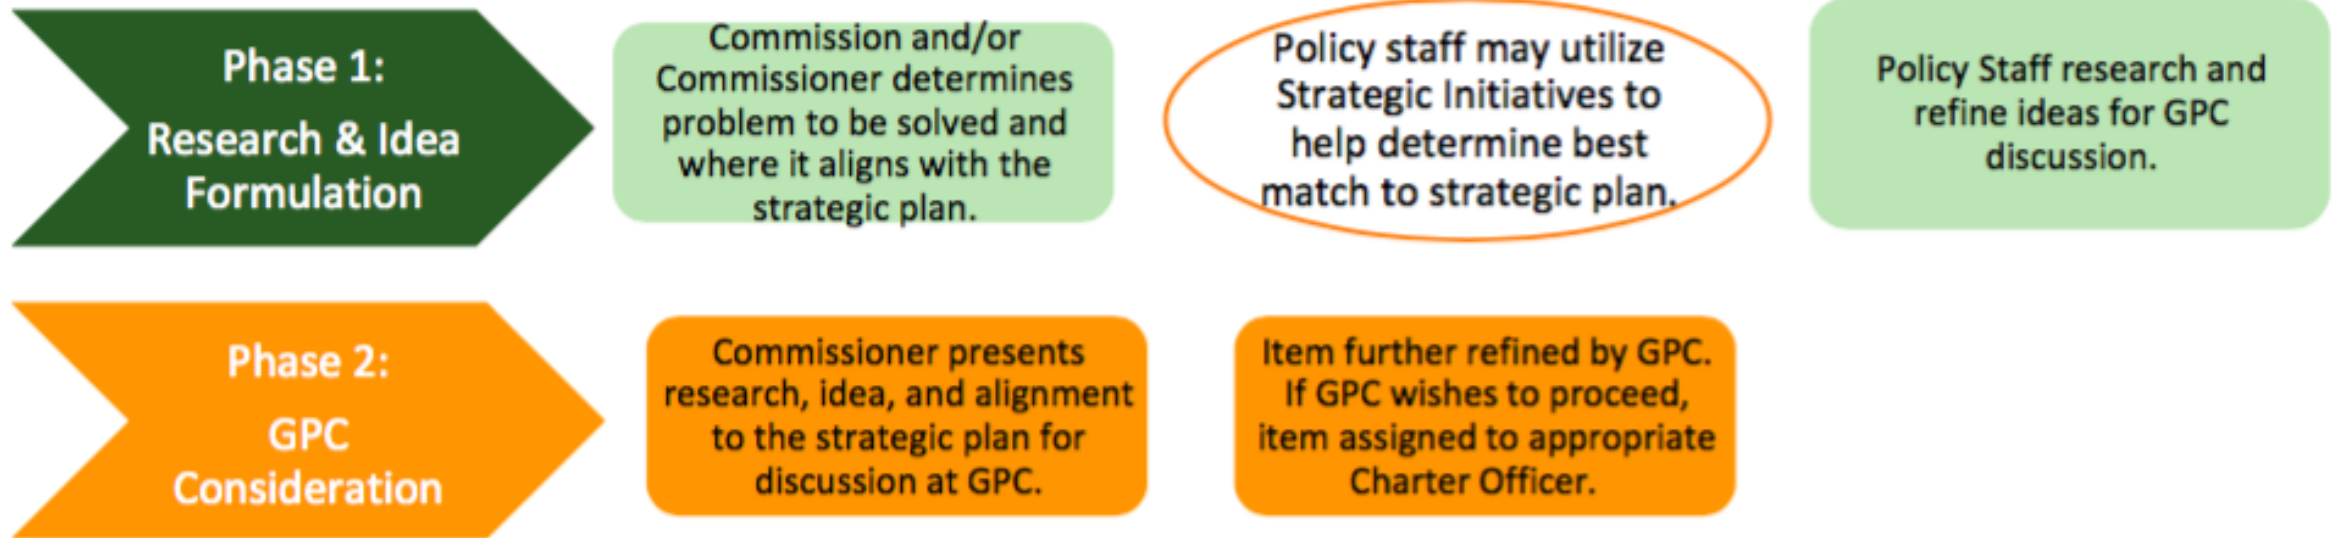 Phase 1:
Research & Idea
Formulation
Commission and/or
Commissioner determines
problem to be solved and
where it aligns with the
strategic plan.
Policy staff may utilize
Strategic Initiatives to
help determine best
match to strategic plan.
Policy Staff research and
refine ideas for GPC
discussion.
Phase 2:
GPC
Consideration
Commissioner presents
research, idea, and alignment
to the strategic plan for
discussion at GPC.
Item further refined by GPC.
If GPC wishes to proceed,
item assigned to appropriate
Charter Officer.